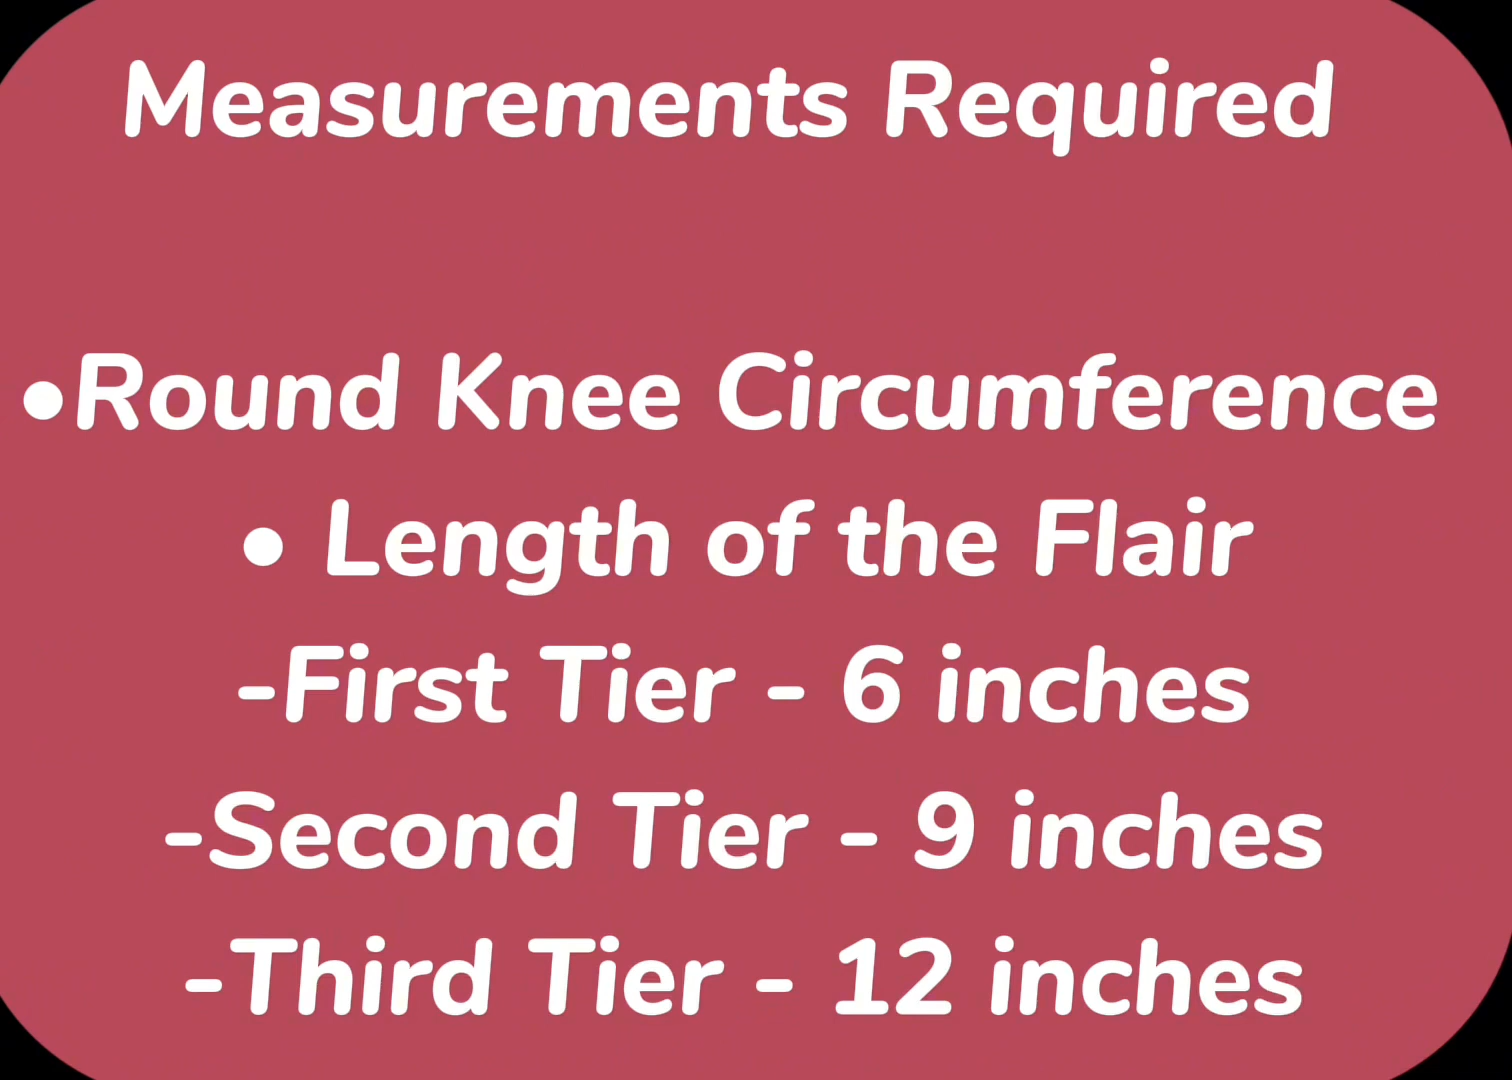 Measurements Required
•Round Knee Circumference
• Length of the Flair
-First Tier - 6 inches
-Second Tier - 9 inches
-Third Tier - 12 inches